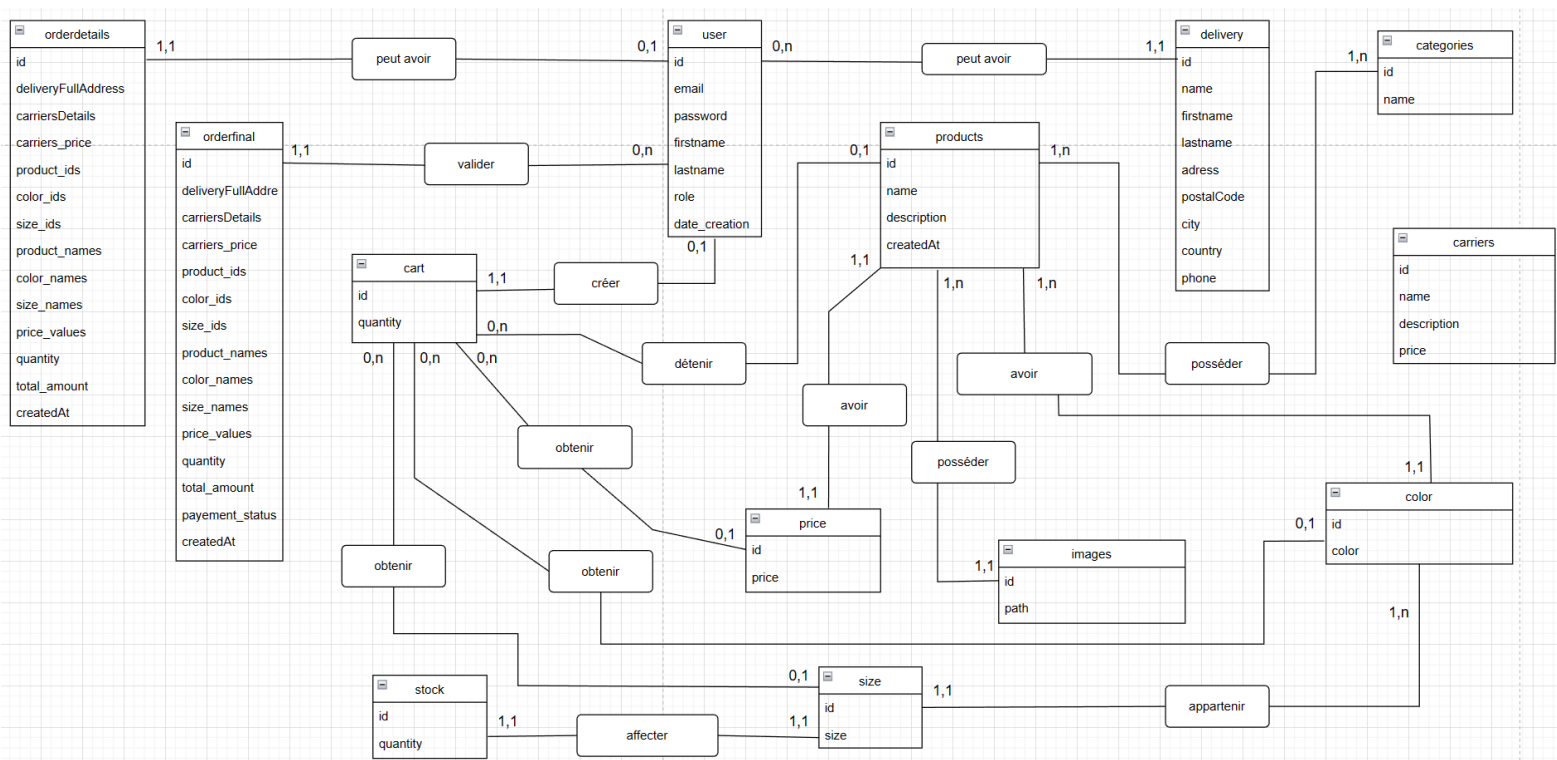 orderdetails
id
deliveryFullAddress
carriersDetails
carriers_price
product_ids
color_ids
size_ids
product_names
color_names
size_names
price_values
quantity
total_amount
createdAt
1,1
peut avoir
0,1
orderfinal
id
deliveryFullAddre
carriersDetails
carriers_price
product_ids
color_ids
size_ids
product_names
color_names
size_names
price_values
quantity
total_amount
payement_status
createdAt
1,1
valider
0,n
user
id
email
password
firstname
lastname
role
date_creation
0,n
peut avoir
1,1
delivery
id
name
firstname
lastname
adress
postalCode
city
country
phone
categories
id
name
1,n
products
id
name
description
createdAt
0,1
1,n
1,1
1,n
1,n
carriers
id
name
description
price
cart
id
quantity
1,1
créer
0,1
0,n
détenir
0,n
0,n
0,n
avoir
posséder
avoir
obtenir
posséder
1,1
1,1
price
id
price
0,1
color
id
color
0,1
1,n
images
id
path
1,1
obtenir
obtenir
stock
id
quantity
1,1
affecter
1,1
size
id
size
0,1
1,1
appartenir